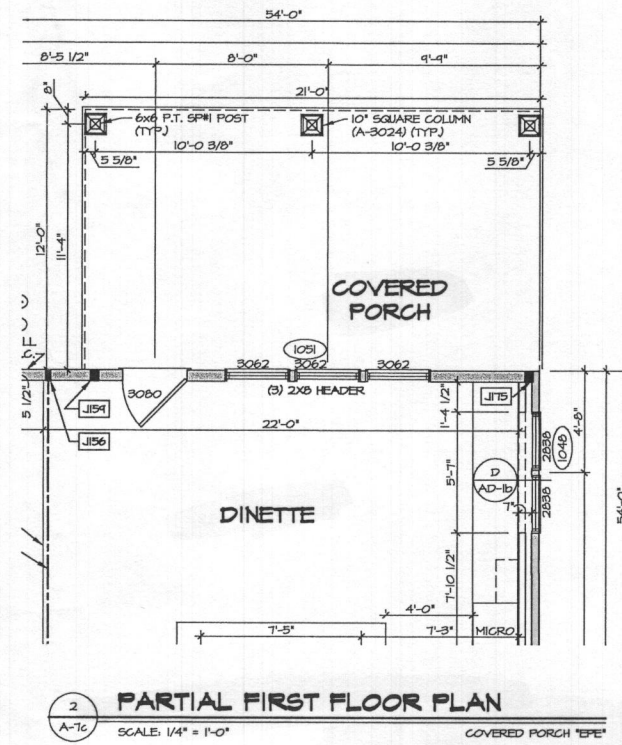 54'-0"
8'-5 1/2"
8'-0"
9'-9"
21'-0"
8"
6x6 P.T. SP#1 POST
(TYP.)
10" SQUARE COLUMN
(A-3024) (TYP.)
10'-0 3/8"
10'-0 3/8"
5 5/8"
5 5/8"
12'-0"
11'-4"
COVERED
PORCH
1051
3062
3062
3062
(3) 2X8 HEADER
3080
5 1/2"
J159
J156
J175
22'-0"
1'-4 1/2"
4'-8"
2838
1048
5'-7"
D
AD-1b
7"
2838
54'-0"
DINETTE
7'-10 1/2"
4'-0"
7'-5"
7'-3"
MICRO.
2
A-7c
PARTIAL FIRST FLOOR PLAN
SCALE: 1/4" = 1'-0"
COVERED PORCH "EPE"